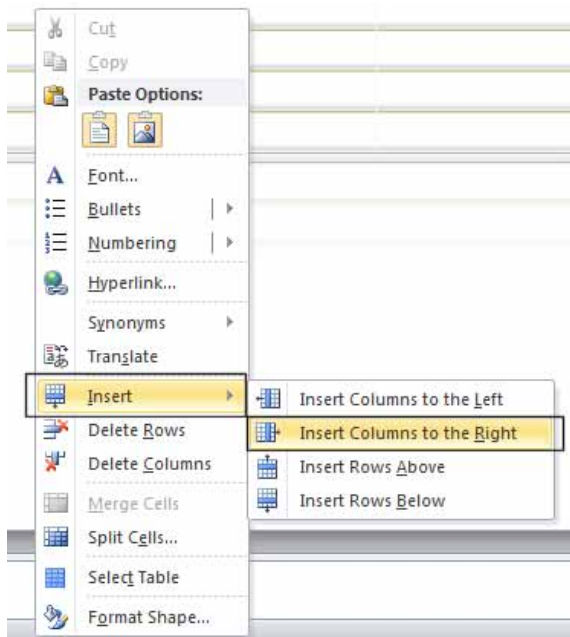 Cut
Copy
Paste Options:
Font...
Bullets
Numbering
Hyperlink...
Synonyms
Translate
Insert
Delete Rows
Delete Columns
Merge Cells
Split Cells...
Select Table
Format Shape...
Insert Columns to the Left
Insert Columns to the Right
Insert Rows Above
Insert Rows Below